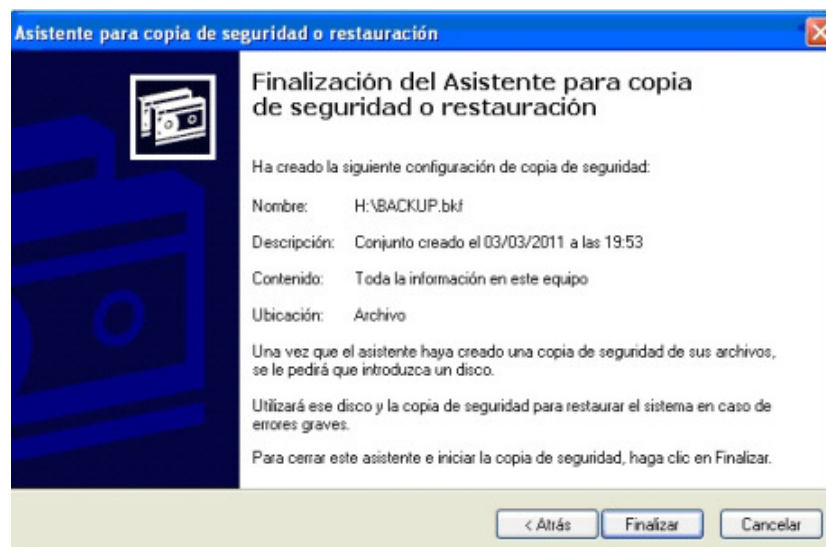 Asistente para copia de seguridad o restauración
Finalización del Asistente para copia
de seguridad o restauración
Ha creado la siguiente configuración de copia de seguridad:
Nombre: H:\BACKUP.bkf
Descripción: Conjunto creado el 03/03/2011 a las 19:53
Contenido: Toda la información en este equipo
Ubicación: Archivo
Una vez que el asistente haya creado una copia de seguridad de sus archivos,
se le pedirá que introduzca un disco.
Utilizará ese disco y la copia de seguridad para restaurar el sistema en caso de
errores graves.
Para cerrar este asistente e iniciar la copia de seguridad, haga clic en Finalizar.
< Atrás Finalizar Cancelar